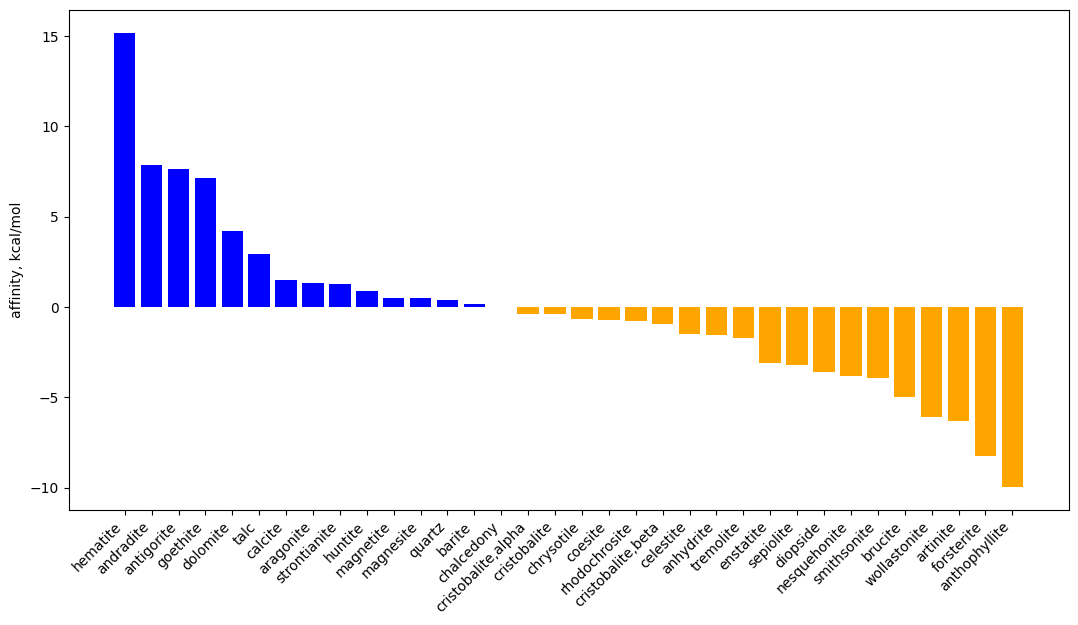 affinity, kcal/mol
15
10
5
0
−5
−10
hematite
andradite
antigorite
goethite
dolomite
talc
calcite
aragonite
strontianite
huntite
magnetite
magnesite
quartz
barite
chalcedony
cristobalite,alpha
cristobalite
chrysotile
coesite
rhodochrosite
cristobalite,beta
celestite
anhydrite
tremolite
enstatite
sepiolite
diopside
nesquehonite
smithsonite
brucite
wollastonite
artinite
forsterite
anthophyllite